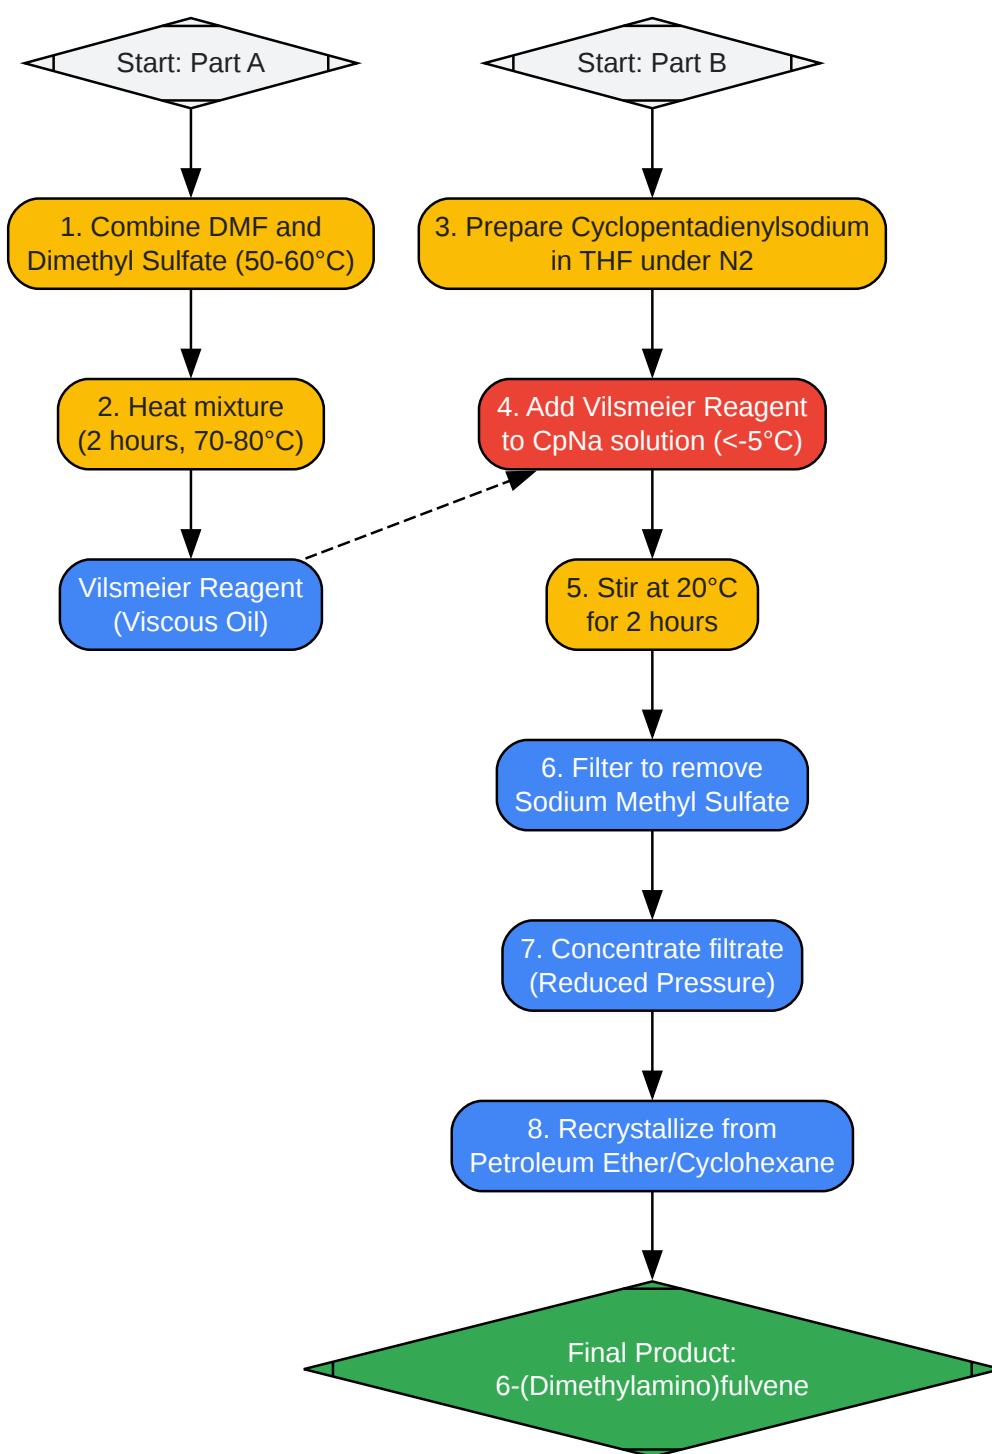 Start: Part A
Start: Part B
1. Combine DMF and
Dimethyl Sulfate (50-60°C)
3. Prepare Cyclopentadienylsodium
in THF under N2
2. Heat mixture
(2 hours, 70-80°C)
4. Add Vilsmeier Reagent
to CpNa solution (<-5°C)
Vilsmeier Reagent
(Viscous Oil)
5. Stir at 20°C
for 2 hours
6. Filter to remove
Sodium Methyl Sulfate
7. Concentrate filtrate
(Reduced Pressure)
8. Recrystallize from
Petroleum Ether/Cyclohexane
Final Product:
6-(Dimethylamino)fulvene